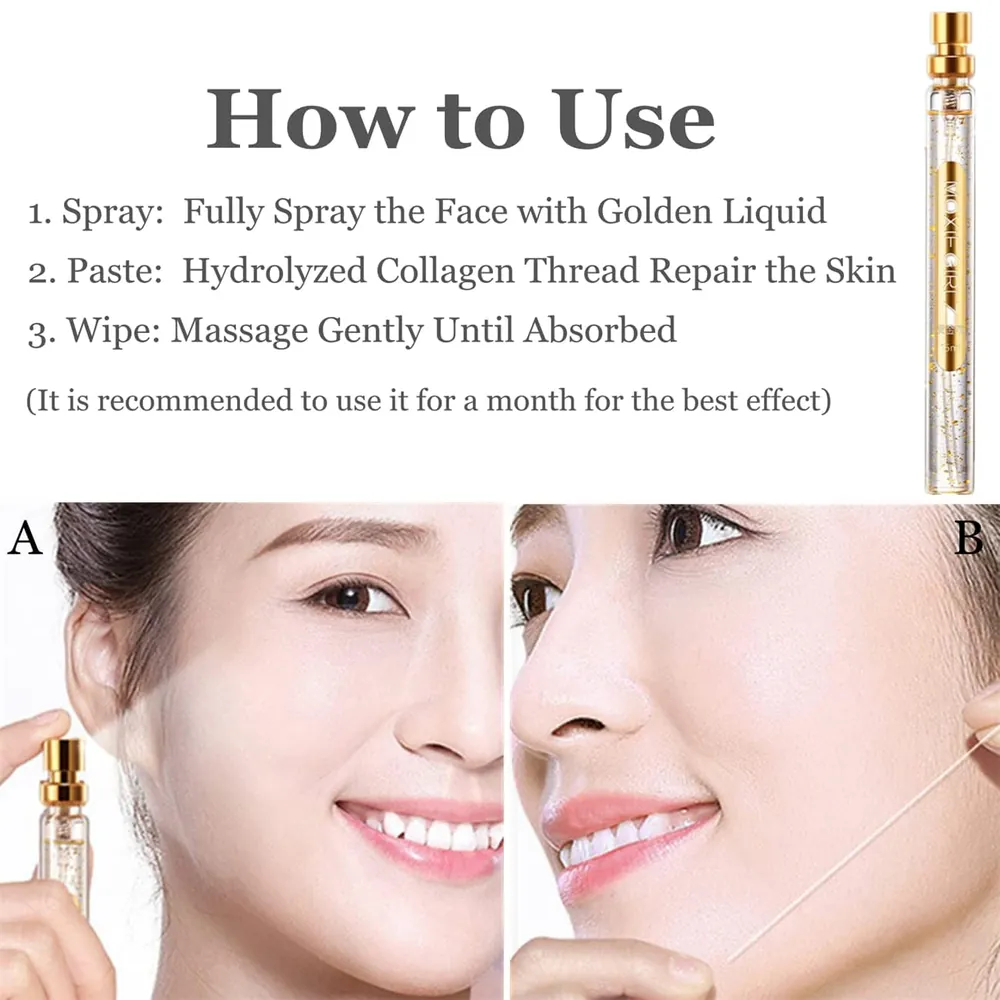 How to Use
1. Spray: Fully Spray the Face with Golden Liquid
2. Paste: Hydrolyzed Collagen Thread Repair the Skin
3. Wipe: Massage Gently Until Absorbed
(It is recommended to use it for a month for the best effect)
MOXIE GIRL
A
B